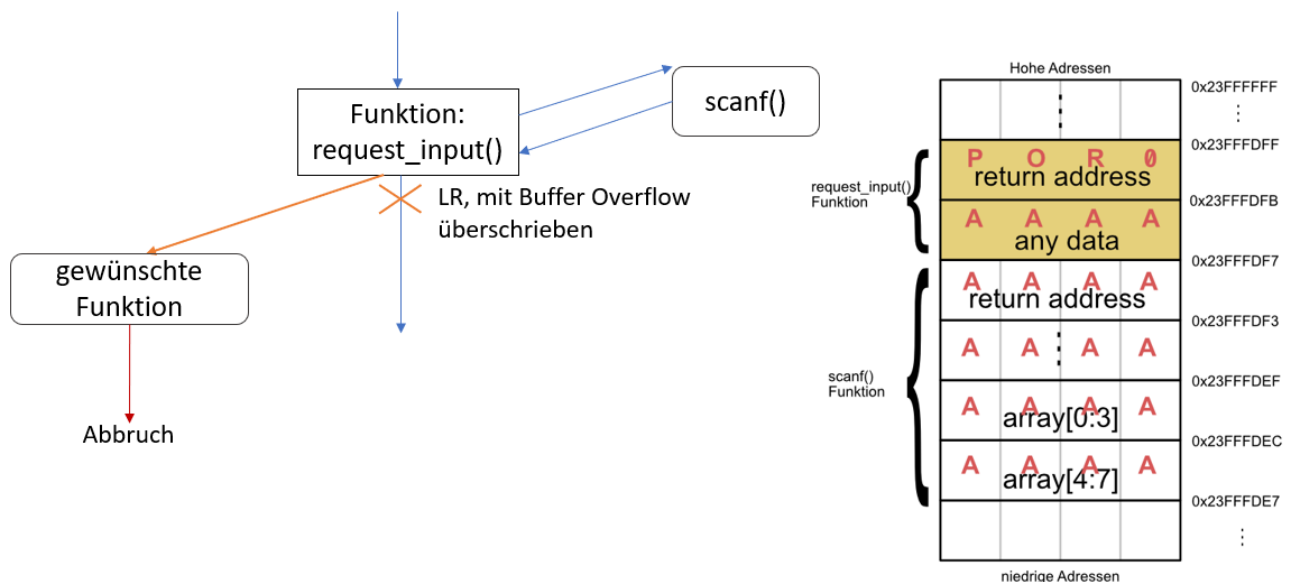 Funktion:
request_input()
scanf()
LR, mit Buffer Overflow
überschrieben
gewünschte
Funktion
Abbruch
Hohe Adressen
0x23FFFFFF
⋮
0x23FFFDFF
P O R 0
return address
request_input()
Funktion
0x23FFFDFB
A A A A
any data
0x23FFFDF7
A A A A
return address
0x23FFFDF3
A A A A
⋮
scanf()
Funktion
0x23FFFDEF
A A A A
array[0:3]
0x23FFFDEC
A A A A
array[4:7]
0x23FFFDE7
⋮
niedrige Adressen